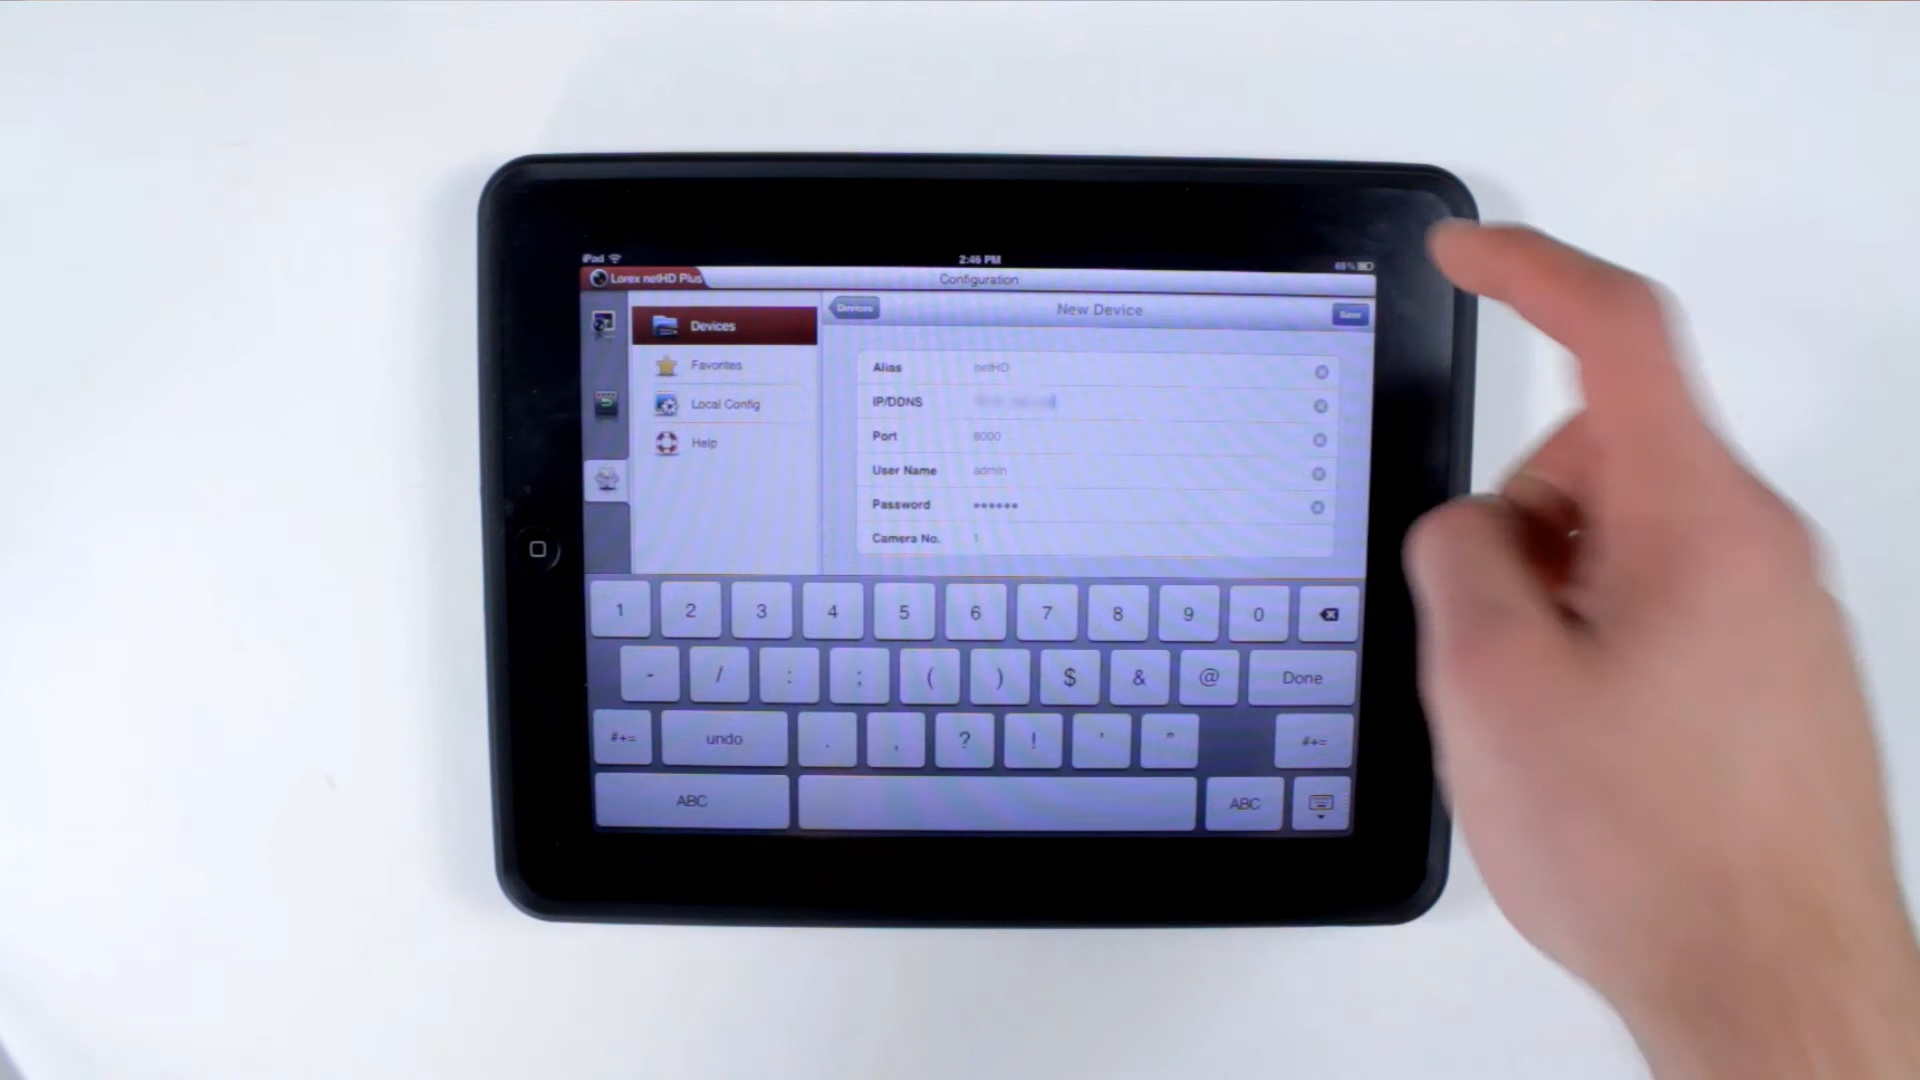 iPod 2:46 PM 68%
Lorex netHD Plus Configuration
Devices New Device Save
Devices
Favorites
Local Config
Help
Alias netHD
IP/DDNS
Port 8000
User Name admin
Password ••••••
Camera No. 1
1 2 3 4 5 6 7 8 9 0
- / : ; ( ) $ & @ Done
#+= undo . , ? ! ' " #+=
ABC ABC